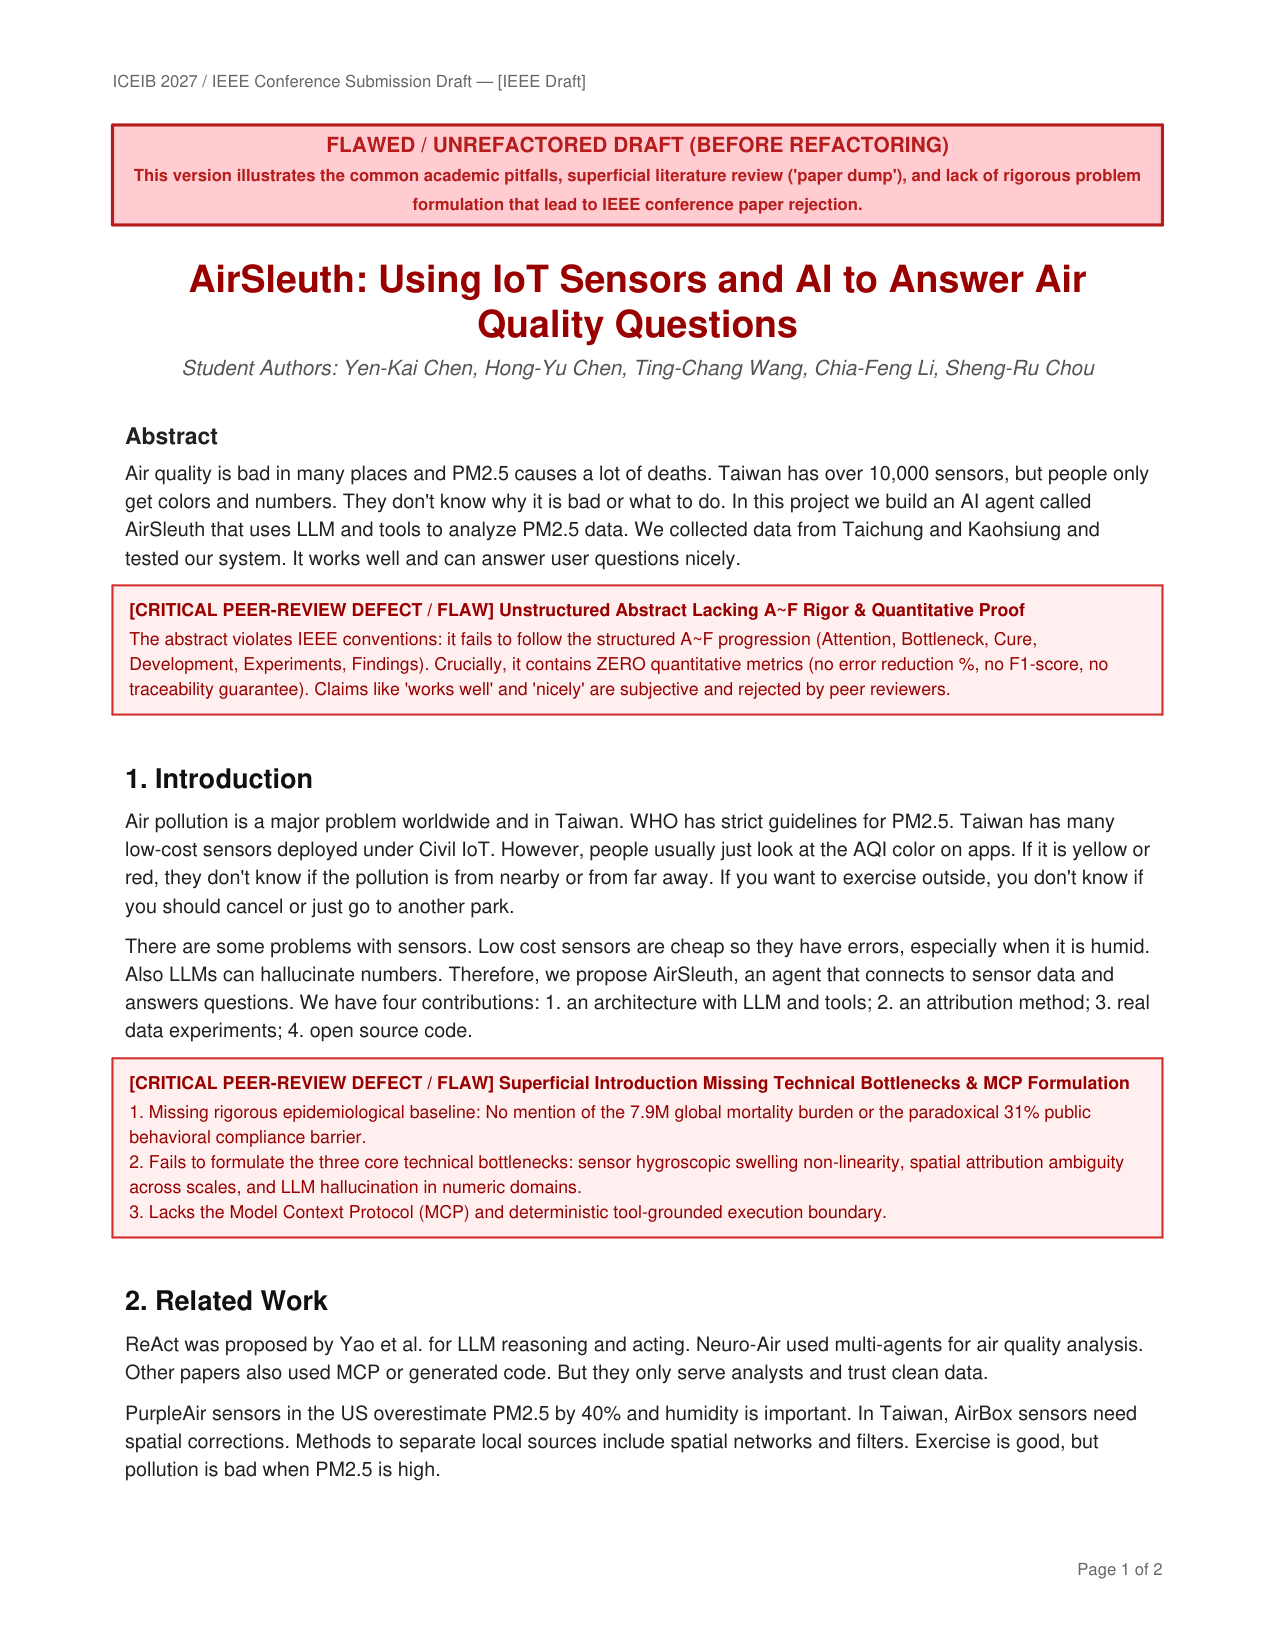 ICEIB 2027 / IEEE Conference Submission Draft — [IEEE Draft]
FLAWED / UNREFACTORED DRAFT (BEFORE REFACTORING)
This version illustrates the common academic pitfalls, superficial literature review ('paper dump'), and lack of rigorous problem
formulation that lead to IEEE conference paper rejection.
AirSleuth: Using IoT Sensors and AI to Answer Air
Quality Questions
Student Authors: Yen-Kai Chen, Hong-Yu Chen, Ting-Chang Wang, Chia-Feng Li, Sheng-Ru Chou
Abstract
Air quality is bad in many places and PM2.5 causes a lot of deaths. Taiwan has over 10,000 sensors, but people only
get colors and numbers. They don't know why it is bad or what to do. In this project we build an AI agent called
AirSleuth that uses LLM and tools to analyze PM2.5 data. We collected data from Taichung and Kaohsiung and
tested our system. It works well and can answer user questions nicely.
[CRITICAL PEER-REVIEW DEFECT / FLAW] Unstructured Abstract Lacking A~F Rigor & Quantitative Proof
The abstract violates IEEE conventions: it fails to follow the structured A~F progression (Attention, Bottleneck, Cure,
Development, Experiments, Findings). Crucially, it contains ZERO quantitative metrics (no error reduction %, no F1-score, no
traceability guarantee). Claims like 'works well' and 'nicely' are subjective and rejected by peer reviewers.
1. Introduction
Air pollution is a major problem worldwide and in Taiwan. WHO has strict guidelines for PM2.5. Taiwan has many
low-cost sensors deployed under Civil IoT. However, people usually just look at the AQI color on apps. If it is yellow or
red, they don't know if the pollution is from nearby or from far away. If you want to exercise outside, you don't know if
you should cancel or just go to another park.
There are some problems with sensors. Low cost sensors are cheap so they have errors, especially when it is humid.
Also LLMs can hallucinate numbers. Therefore, we propose AirSleuth, an agent that connects to sensor data and
answers questions. We have four contributions: 1. an architecture with LLM and tools; 2. an attribution method; 3. real
data experiments; 4. open source code.
[CRITICAL PEER-REVIEW DEFECT / FLAW] Superficial Introduction Missing Technical Bottlenecks & MCP Formulation
1. Missing rigorous epidemiological baseline: No mention of the 7.9M global mortality burden or the paradoxical 31% public
behavioral compliance barrier.
2. Fails to formulate the three core technical bottlenecks: sensor hygroscopic swelling non-linearity, spatial attribution ambiguity
across scales, and LLM hallucination in numeric domains.
3. Lacks the Model Context Protocol (MCP) and deterministic tool-grounded execution boundary.
2. Related Work
ReAct was proposed by Yao et al. for LLM reasoning and acting. Neuro-Air used multi-agents for air quality analysis.
Other papers also used MCP or generated code. But they only serve analysts and trust clean data.
PurpleAir sensors in the US overestimate PM2.5 by 40% and humidity is important. In Taiwan, AirBox sensors need
spatial corrections. Methods to separate local sources include spatial networks and filters. Exercise is good, but
pollution is bad when PM2.5 is high.
Page 1 of 2